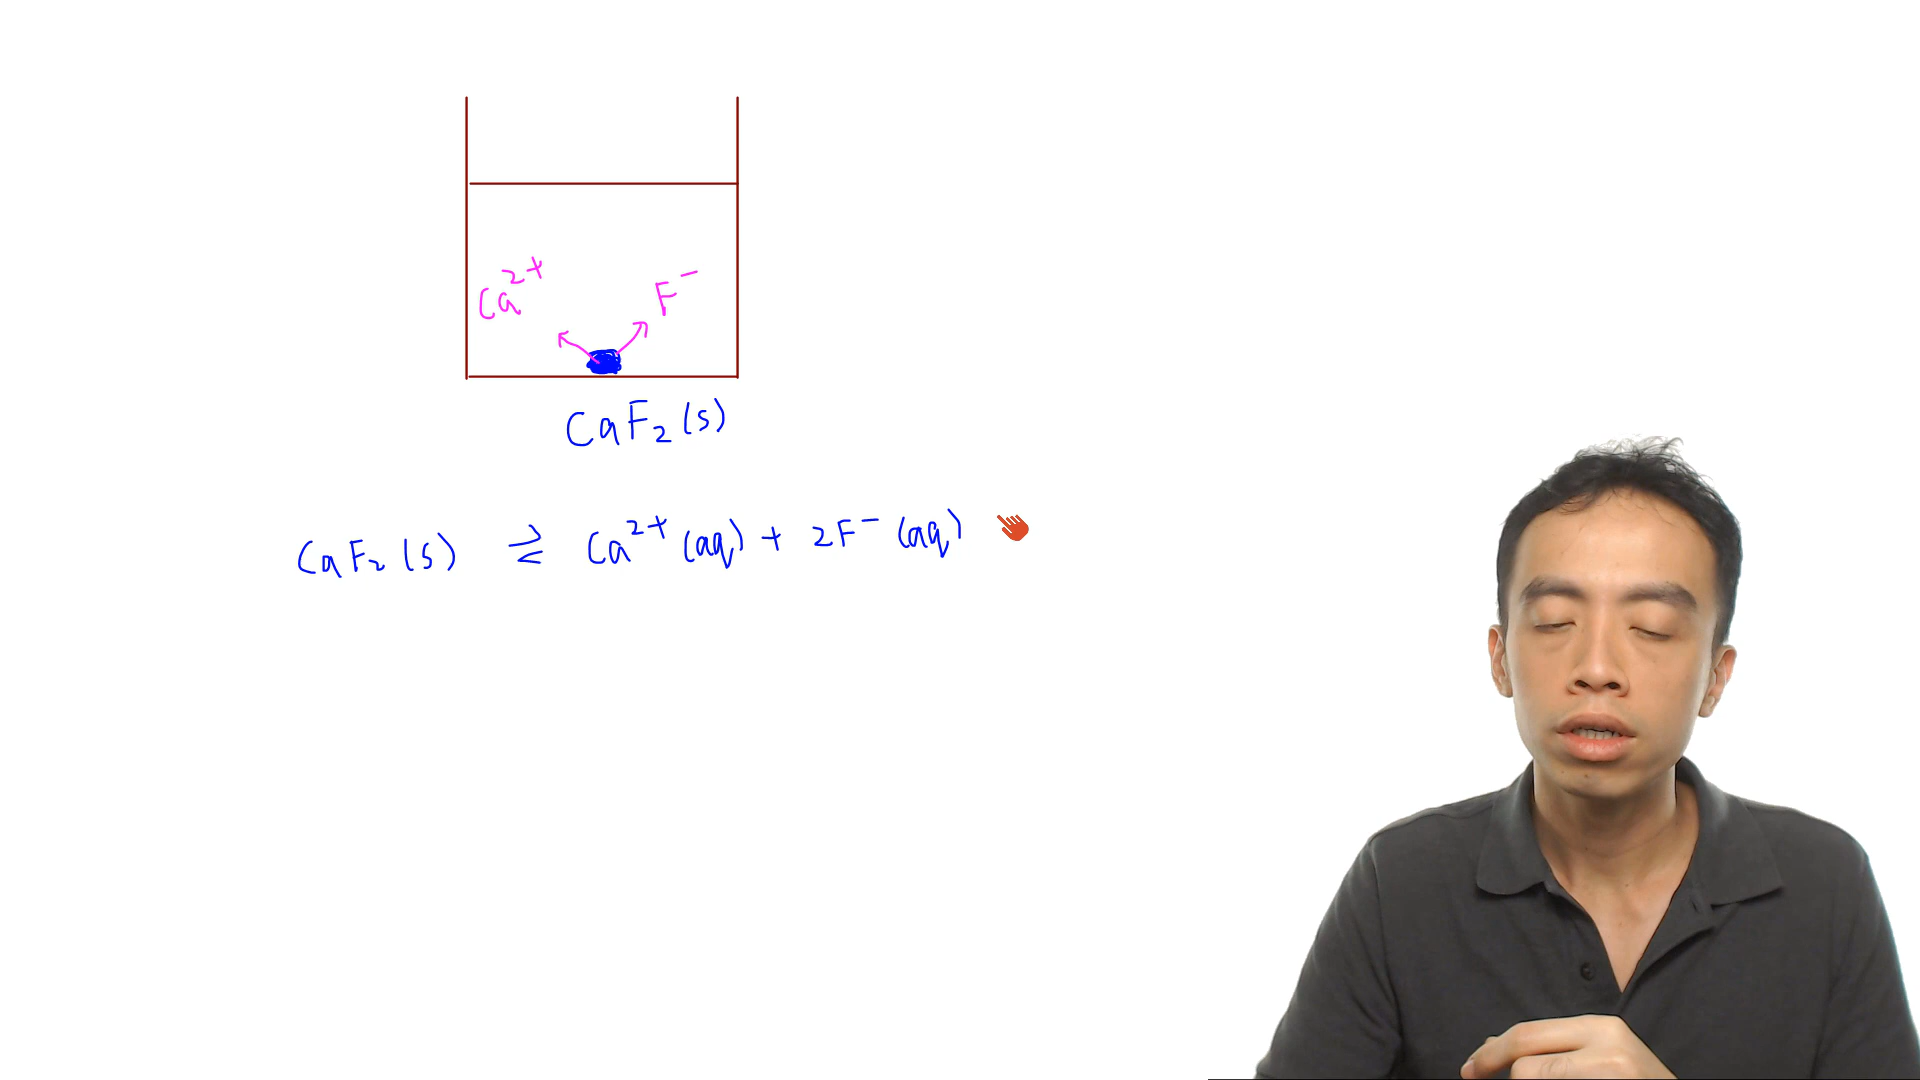 Ca²⁺ F⁻
CaF₂(s)
CaF₂(s) ⇌ Ca²⁺(aq) + 2F⁻(aq)